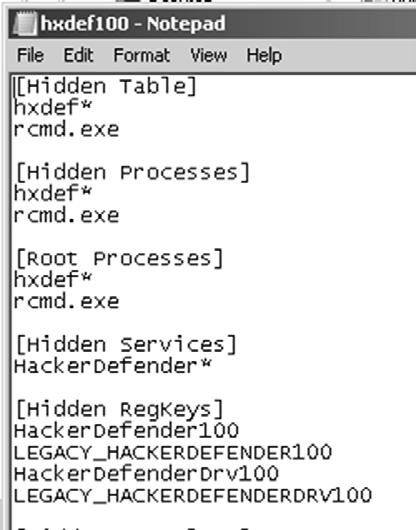 hxdef100 - Notepad
File Edit Format View Help
[Hidden Table]
hxdef*
rcmd.exe
[Hidden Processes]
hxdef*
rcmd.exe
[Root Processes]
hxdef*
rcmd.exe
[Hidden Services]
HackerDefender*
[Hidden RegKeys]
HackerDefender100
LEGACY_HACKERDEFENDER100
HackerDefenderDrv100
LEGACY_HACKERDEFENDERDRV100